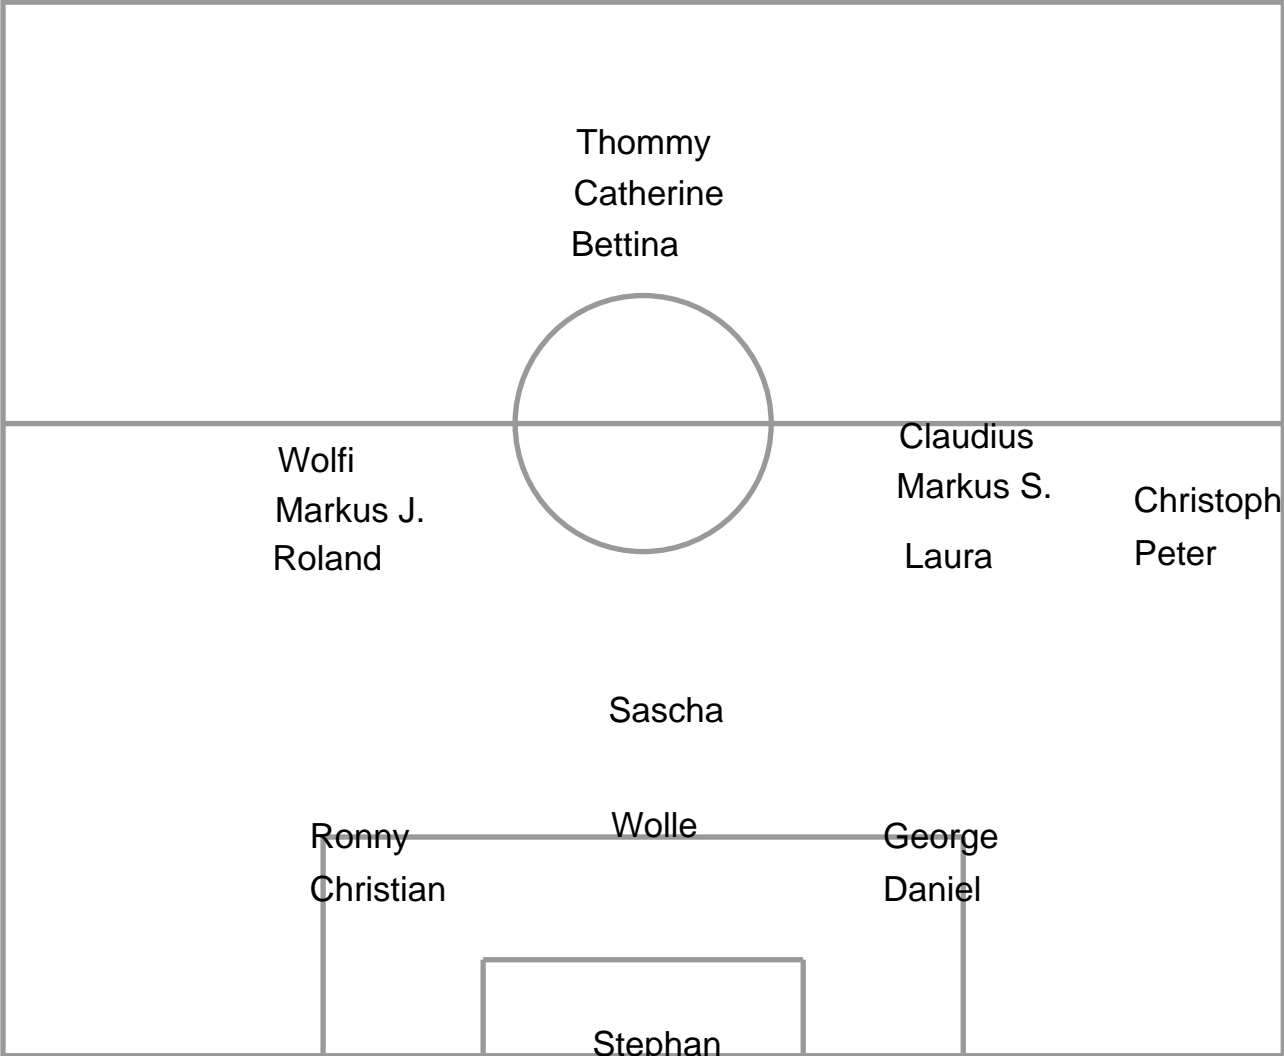 Thommy
Catherine
Bettina
Claudius
Wolfi
Markus S.
Christoph
Markus J.
Laura
Peter
Roland
Sascha
Wolle
Ronny
George
Christian
Daniel
Stephan